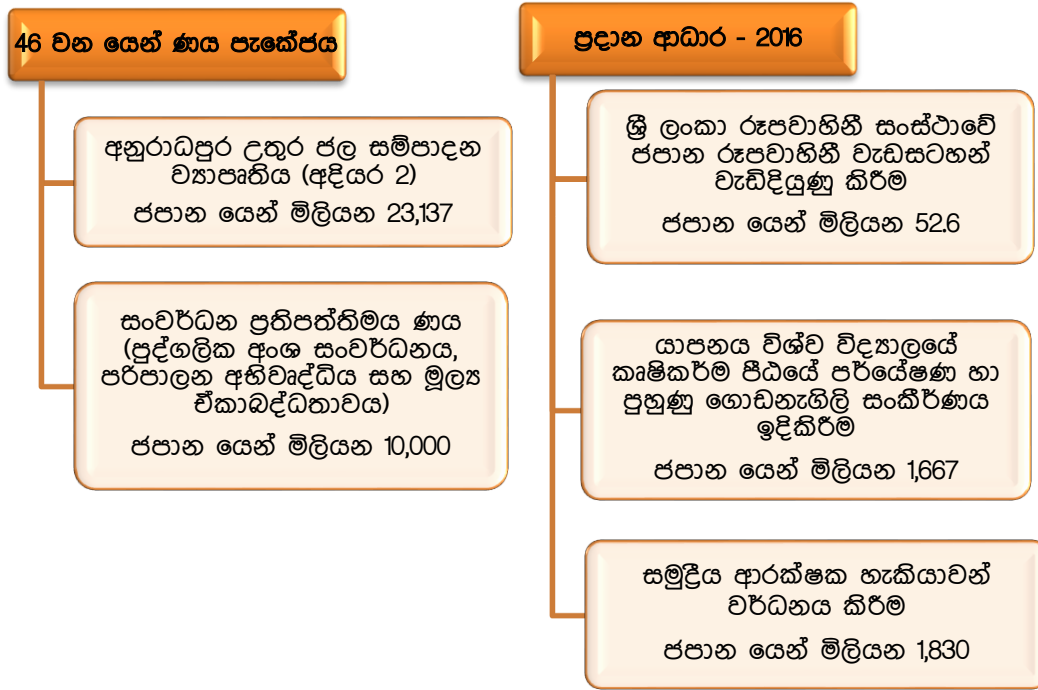 46 වන යෙන් ණය පැකේජය
අනුරාධපුර උතුර ජල සම්පාදන
ව්‍යාපෘතිය (අදියර 2)
ජපාන යෙන් මිලියන 23,137
සංවර්ධන ප්‍රතිපත්තිමය ණය
(පුද්ගලික අංශ සංවර්ධනය,
පරිපාලන අභිවෘද්ධිය සහ මූල්‍ය
ඒකාබද්ධතාවය)
ජපාන යෙන් මිලියන 10,000
ප්‍රදාන ආධාර - 2016
ශ්‍රී ලංකා රූපවාහිනී සංස්ථාවේ
ජපාන රූපවාහිනී වැඩසටහන්
වැඩිදියුණු කිරීම
ජපාන යෙන් මිලියන 52.6
යාපනය විශ්ව විද්‍යාලයේ
කෘෂිකර්ම පීඨයේ පර්යේෂණ හා
පුහුණු ගොඩනැගිලි සංකීර්ණය
ඉදිකිරීම
ජපාන යෙන් මිලියන 1,667
සමුද්‍රීය ආරක්ෂක හැකියාවන්
වර්ධනය කිරීම
ජපාන යෙන් මිලියන 1,830